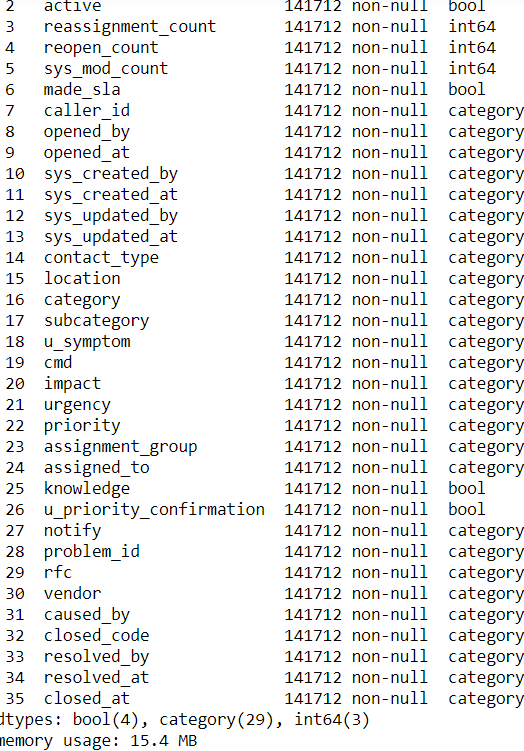 2 active 141712 non-null bool
3 reassignment_count 141712 non-null int64
4 reopen_count 141712 non-null int64
5 sys_mod_count 141712 non-null int64
6 made_sla 141712 non-null bool
7 caller_id 141712 non-null category
8 opened_by 141712 non-null category
9 opened_at 141712 non-null category
10 sys_created_by 141712 non-null category
11 sys_created_at 141712 non-null category
12 sys_updated_by 141712 non-null category
13 sys_updated_at 141712 non-null category
14 contact_type 141712 non-null category
15 location 141712 non-null category
16 category 141712 non-null category
17 subcategory 141712 non-null category
18 u_symptom 141712 non-null category
19 cmd 141712 non-null category
20 impact 141712 non-null category
21 urgency 141712 non-null category
22 priority 141712 non-null category
23 assignment_group 141712 non-null category
24 assigned_to 141712 non-null category
25 knowledge 141712 non-null bool
26 u_priority_confirmation 141712 non-null bool
27 notify 141712 non-null category
28 problem_id 141712 non-null category
29 rfc 141712 non-null category
30 vendor 141712 non-null category
31 caused_by 141712 non-null category
32 closed_code 141712 non-null category
33 resolved_by 141712 non-null category
34 resolved_at 141712 non-null category
35 closed_at 141712 non-null category
dtypes: bool(4), category(29), int64(3)
memory usage: 15.4 MB